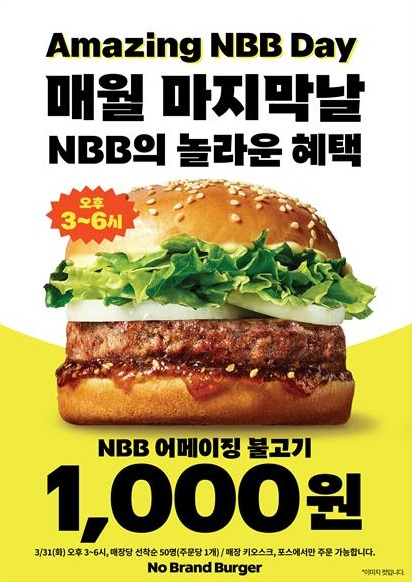 Amazing NBB Day
매월 마지막날
NBB의 놀라운 혜택
오후
3~6시
NBB 어메이징 불고기
1,000원
3/31(화) 오후 3~6시, 매장당 선착순 50명(주문당 1개) / 매장 키오스크, 포스에서만 주문 가능합니다.
No Brand Burger
*이미지 컷입니다.